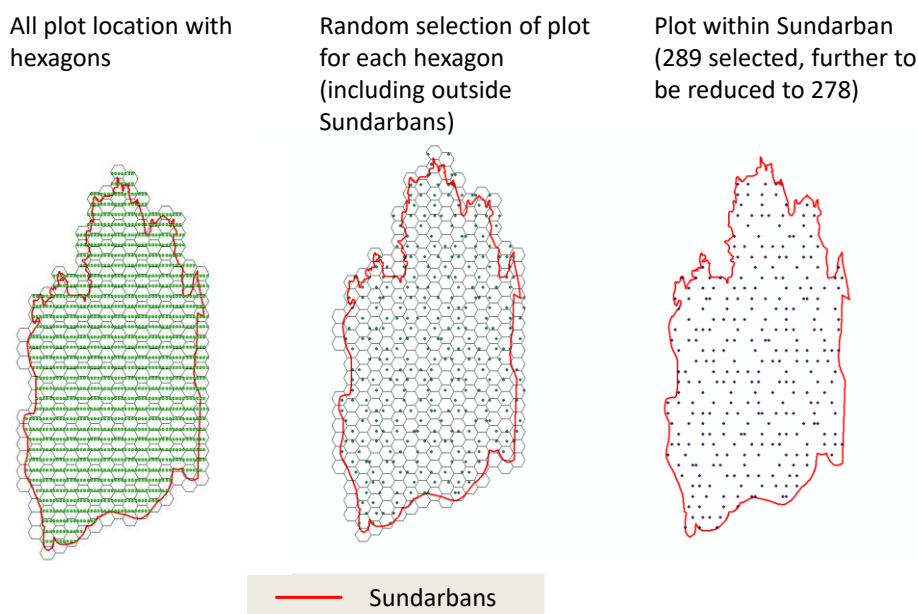 All plot location with
hexagons
Random selection of plot
for each hexagon
(including outside
Sundarbans)
Plot within Sundarban
(289 selected, further to
be reduced to 278)
Sundarbans